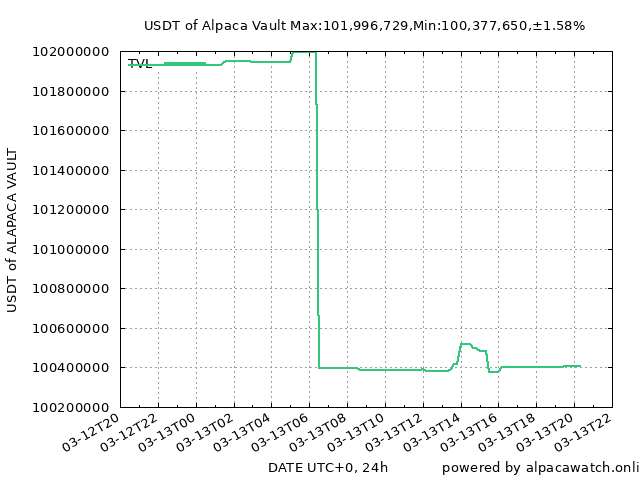 USDT of Alpaca Vault Max:101,996,729,Min:100,377,650,±1.58%
TVL
102000000
101800000
101600000
101400000
101200000
101000000
100800000
100600000
100400000
100200000
USDT of ALAPACA VAULT
03-12T20
03-12T22
03-13T00
03-13T02
03-13T04
03-13T06
03-13T08
03-13T10
03-13T12
03-13T14
03-13T16
03-13T18
03-13T20
03-13T22
DATE UTC+0, 24h
powered by alpacawatch.onli